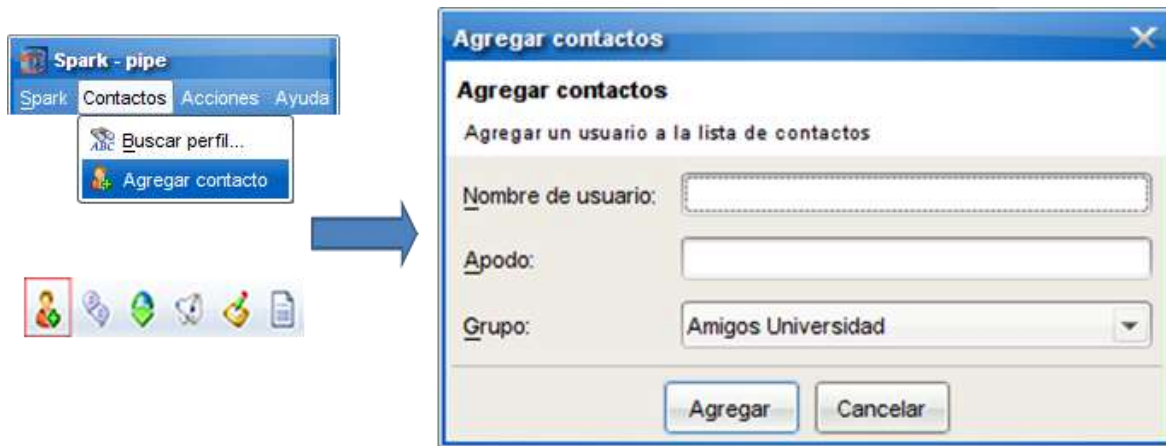 Spark - pipe
Spark Contactos Acciones Ayuda
ABC Buscar perfil...
Agregar contacto
Agregar contactos
Agregar contactos
Agregar un usuario a la lista de contactos
Nombre de usuario:
Apodo:
Grupo: Amigos Universidad
Agregar Cancelar